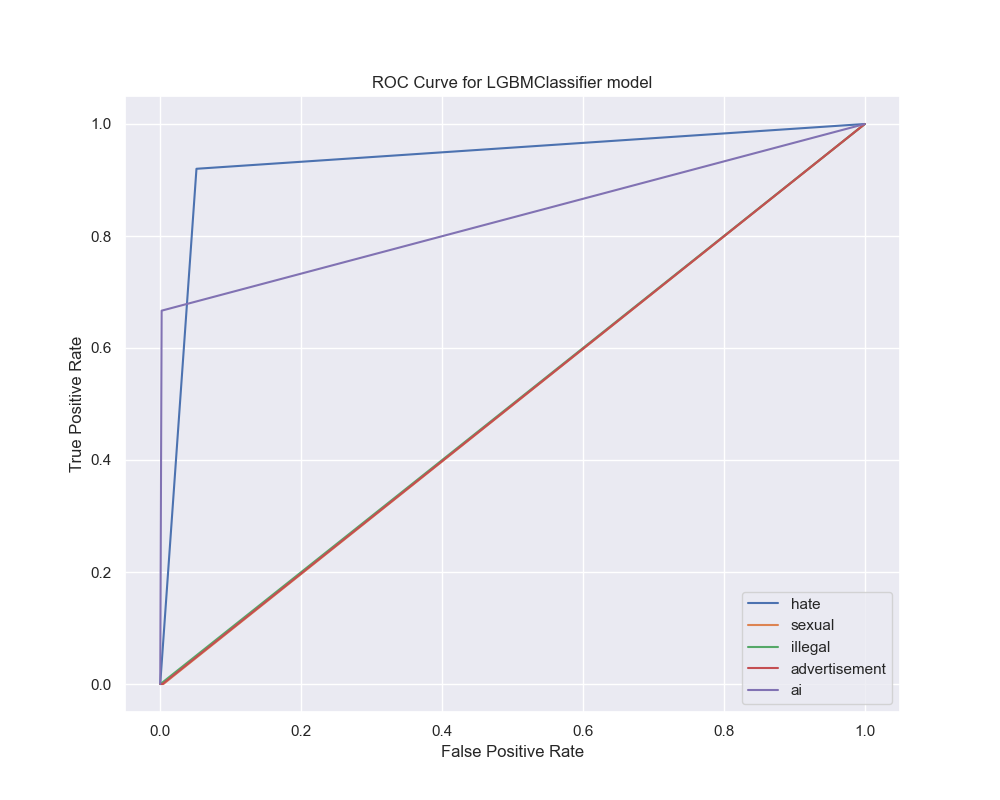 ROC Curve for LGBMClassifier model
True Positive Rate
1.0
0.8
0.6
0.4
0.2
0.0
0.0 0.2 0.4 0.6 0.8 1.0
False Positive Rate
hate
sexual
illegal
advertisement
ai